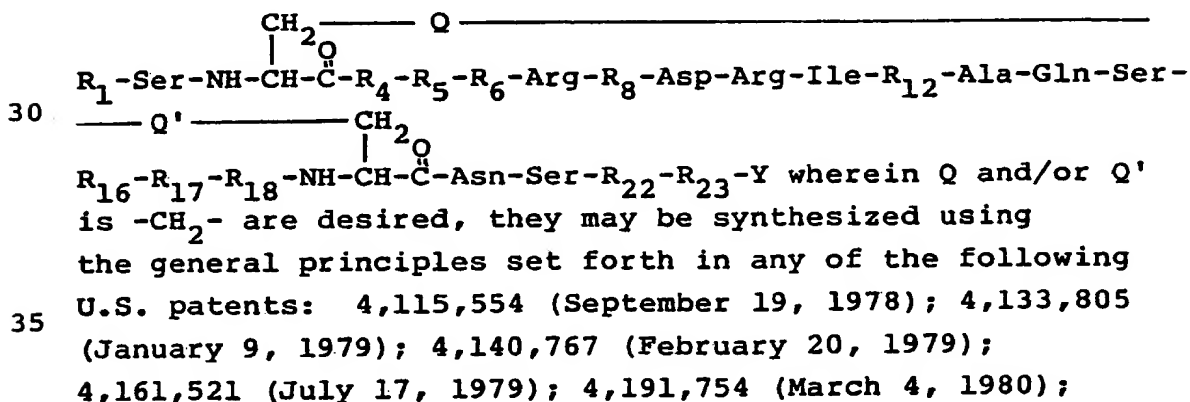 CH2 Q
O
R1-Ser-NH-CH-C-R4-R5-R6-Arg-R8-Asp-Arg-Ile-R12-Ala-Gln-Ser-
30 Q' CH2
O
R16-R17-R18-NH-CH-C-Asn-Ser-R22-R23-Y wherein Q and/or Q'
is -CH2- are desired, they may be synthesized using
the general principles set forth in any of the following
35 U.S. patents: 4,115,554 (September 19, 1978); 4,133,805
(January 9, 1979); 4,140,767 (February 20, 1979);
4,161,521 (July 17, 1979); 4,191,754 (March 4, 1980);